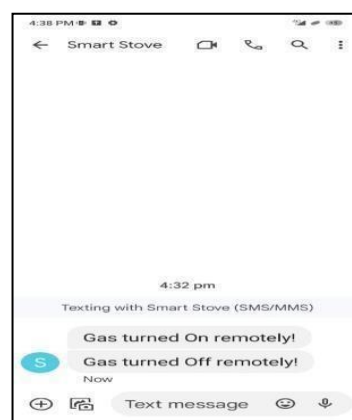 4:38 PM
Smart Stove
4:32 pm
Texting with Smart Stove (SMS/MMS)
Gas turned On remotely!
S
Gas turned Off remotely!
Now
Text message